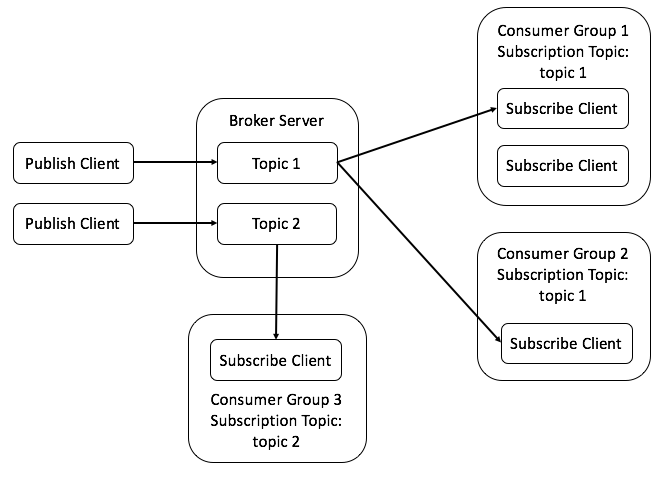 Consumer Group 1
Subscription Topic:
topic 1
Subscribe Client
Subscribe Client
Broker Server
Publish Client
Topic 1
Publish Client
Topic 2
Consumer Group 2
Subscription Topic:
topic 1
Subscribe Client
Subscribe Client
Consumer Group 3
Subscription Topic:
topic 2